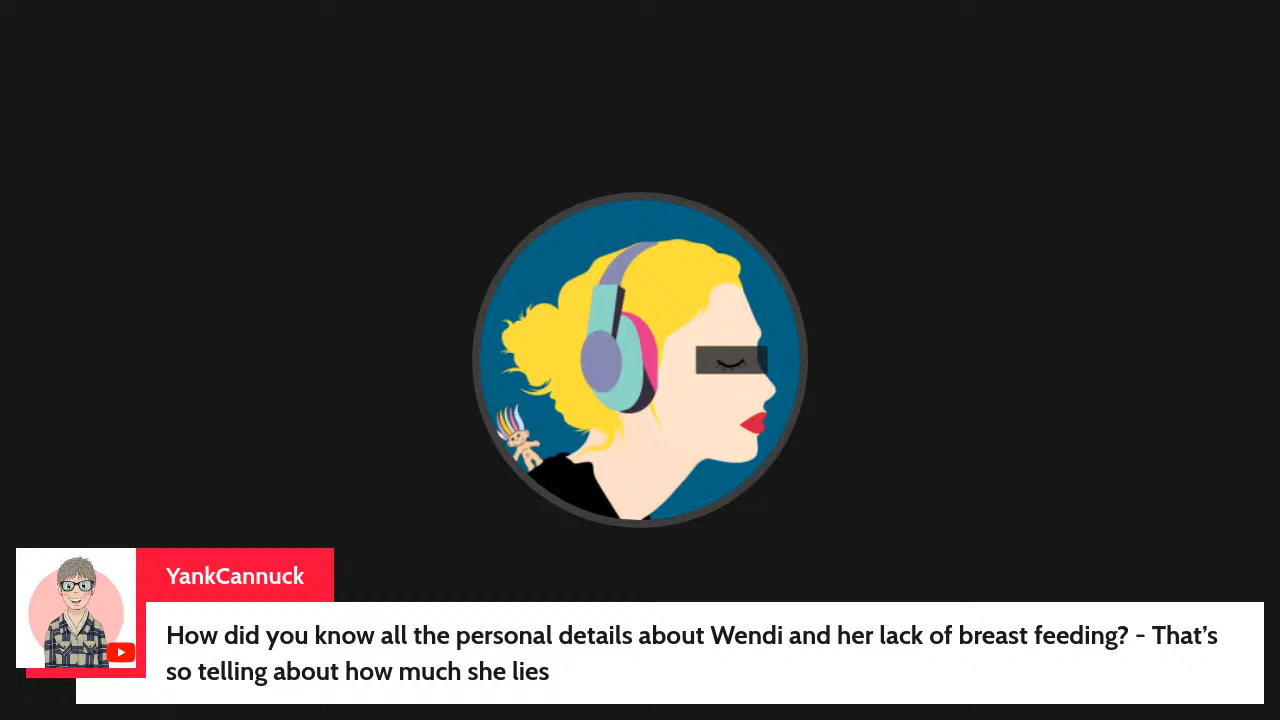 YankCannuck
How did you know all the personal details about Wendi and her lack of breast feeding? - That’s
so telling about how much she lies